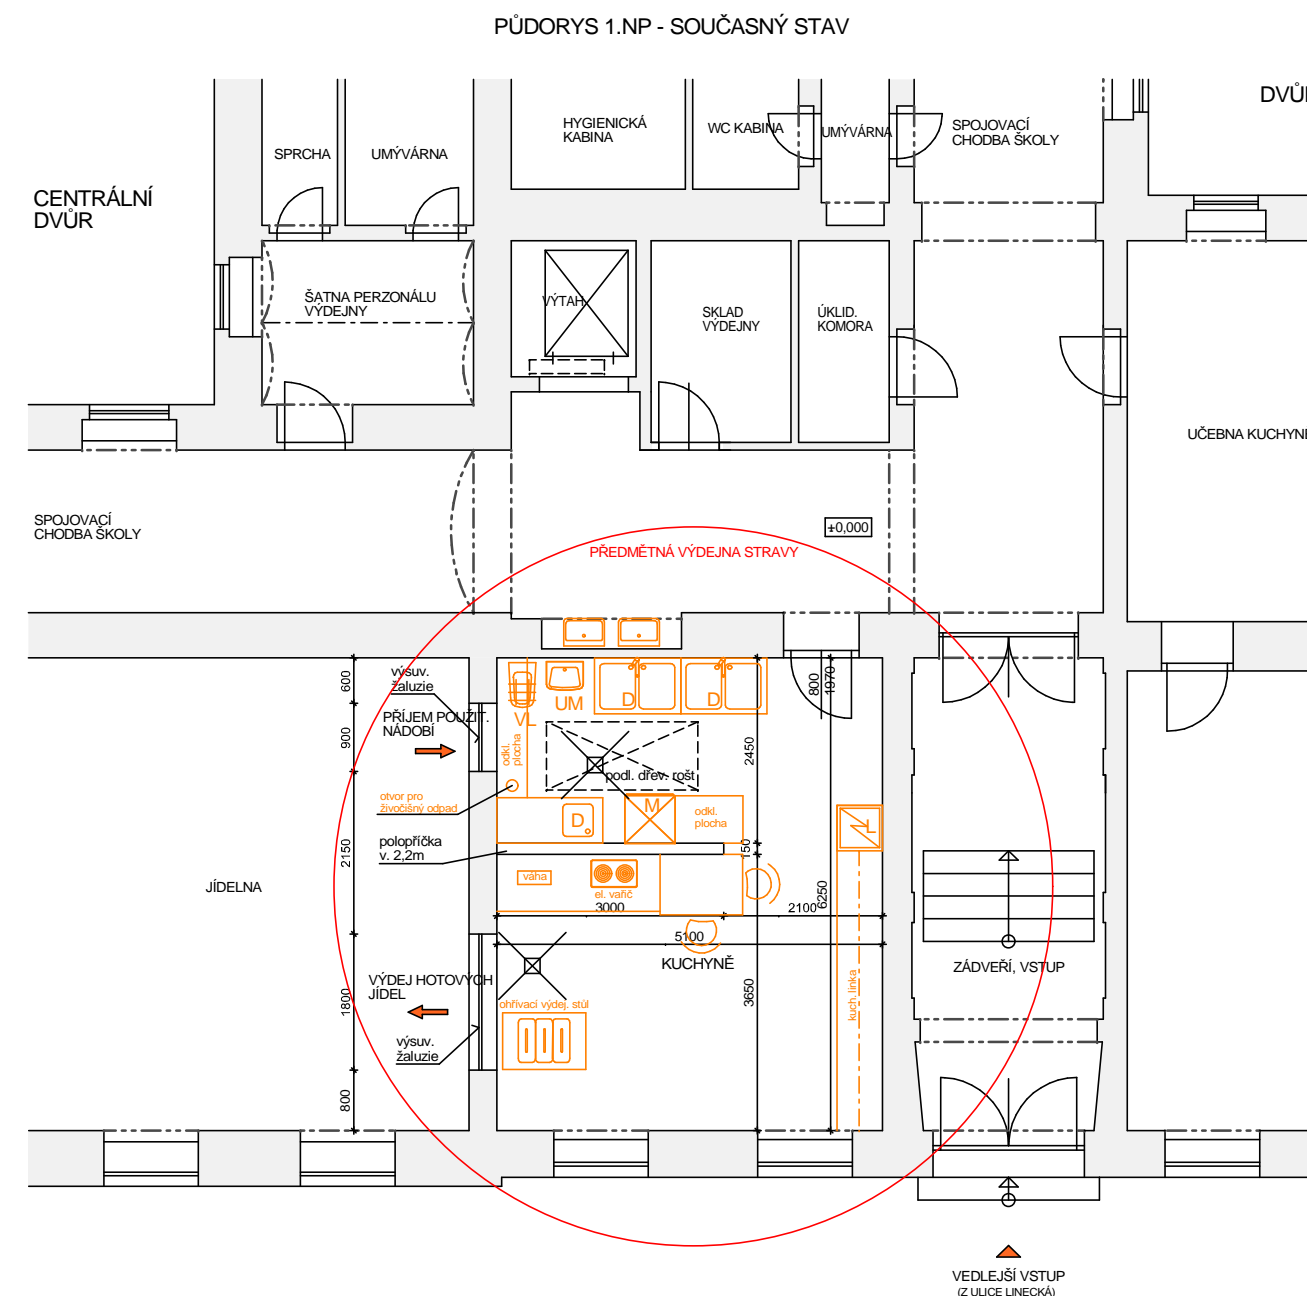 PŮDORYS 1.NP - SOUČASNÝ STAV
HYGIENICKÁ
KABINA
WC KABINA
UMÝVÁRNA
SPOJOVACÍ
CHODBA ŠKOLY
SPRCHA
UMÝVÁRNA
CENTRÁLNÍ
DVŮR
ŠATNA PERZONÁLU
VÝDEJNY
VÝTAH
SKLAD
VÝDEJNY
ÚKLID.
KOMORA
UČEBNA KUCHYNĚ
SPOJOVACÍ
CHODBA ŠKOLY
±0,000
PŘEDMĚTNÁ VÝDEJNA STRAVY
600
výsuv.
žaluzie
PŘÍJEM POUŽIT.
NÁDOBÍ
900
VL
UM
D
D
800
1970
odkl.
plocha
2450
podl. dřev. rošt
otvor pro
živočišný odpad
D
M
odkl.
plocha
polopříčka
v. 2,2m
2150
150
JÍDELNA
váha
el. vařič
3000
2100
6250
5100
KUCHYNĚ
ZÁDVEŘÍ, VSTUP
VÝDEJ HOTOVÝCH
JÍDEL
1800
ohřívací výdej. stůl
3650
kuch. linka
výsuv.
žaluzie
800
VEDLEJŠÍ VSTUP
(Z ULICE LINECKÁ)